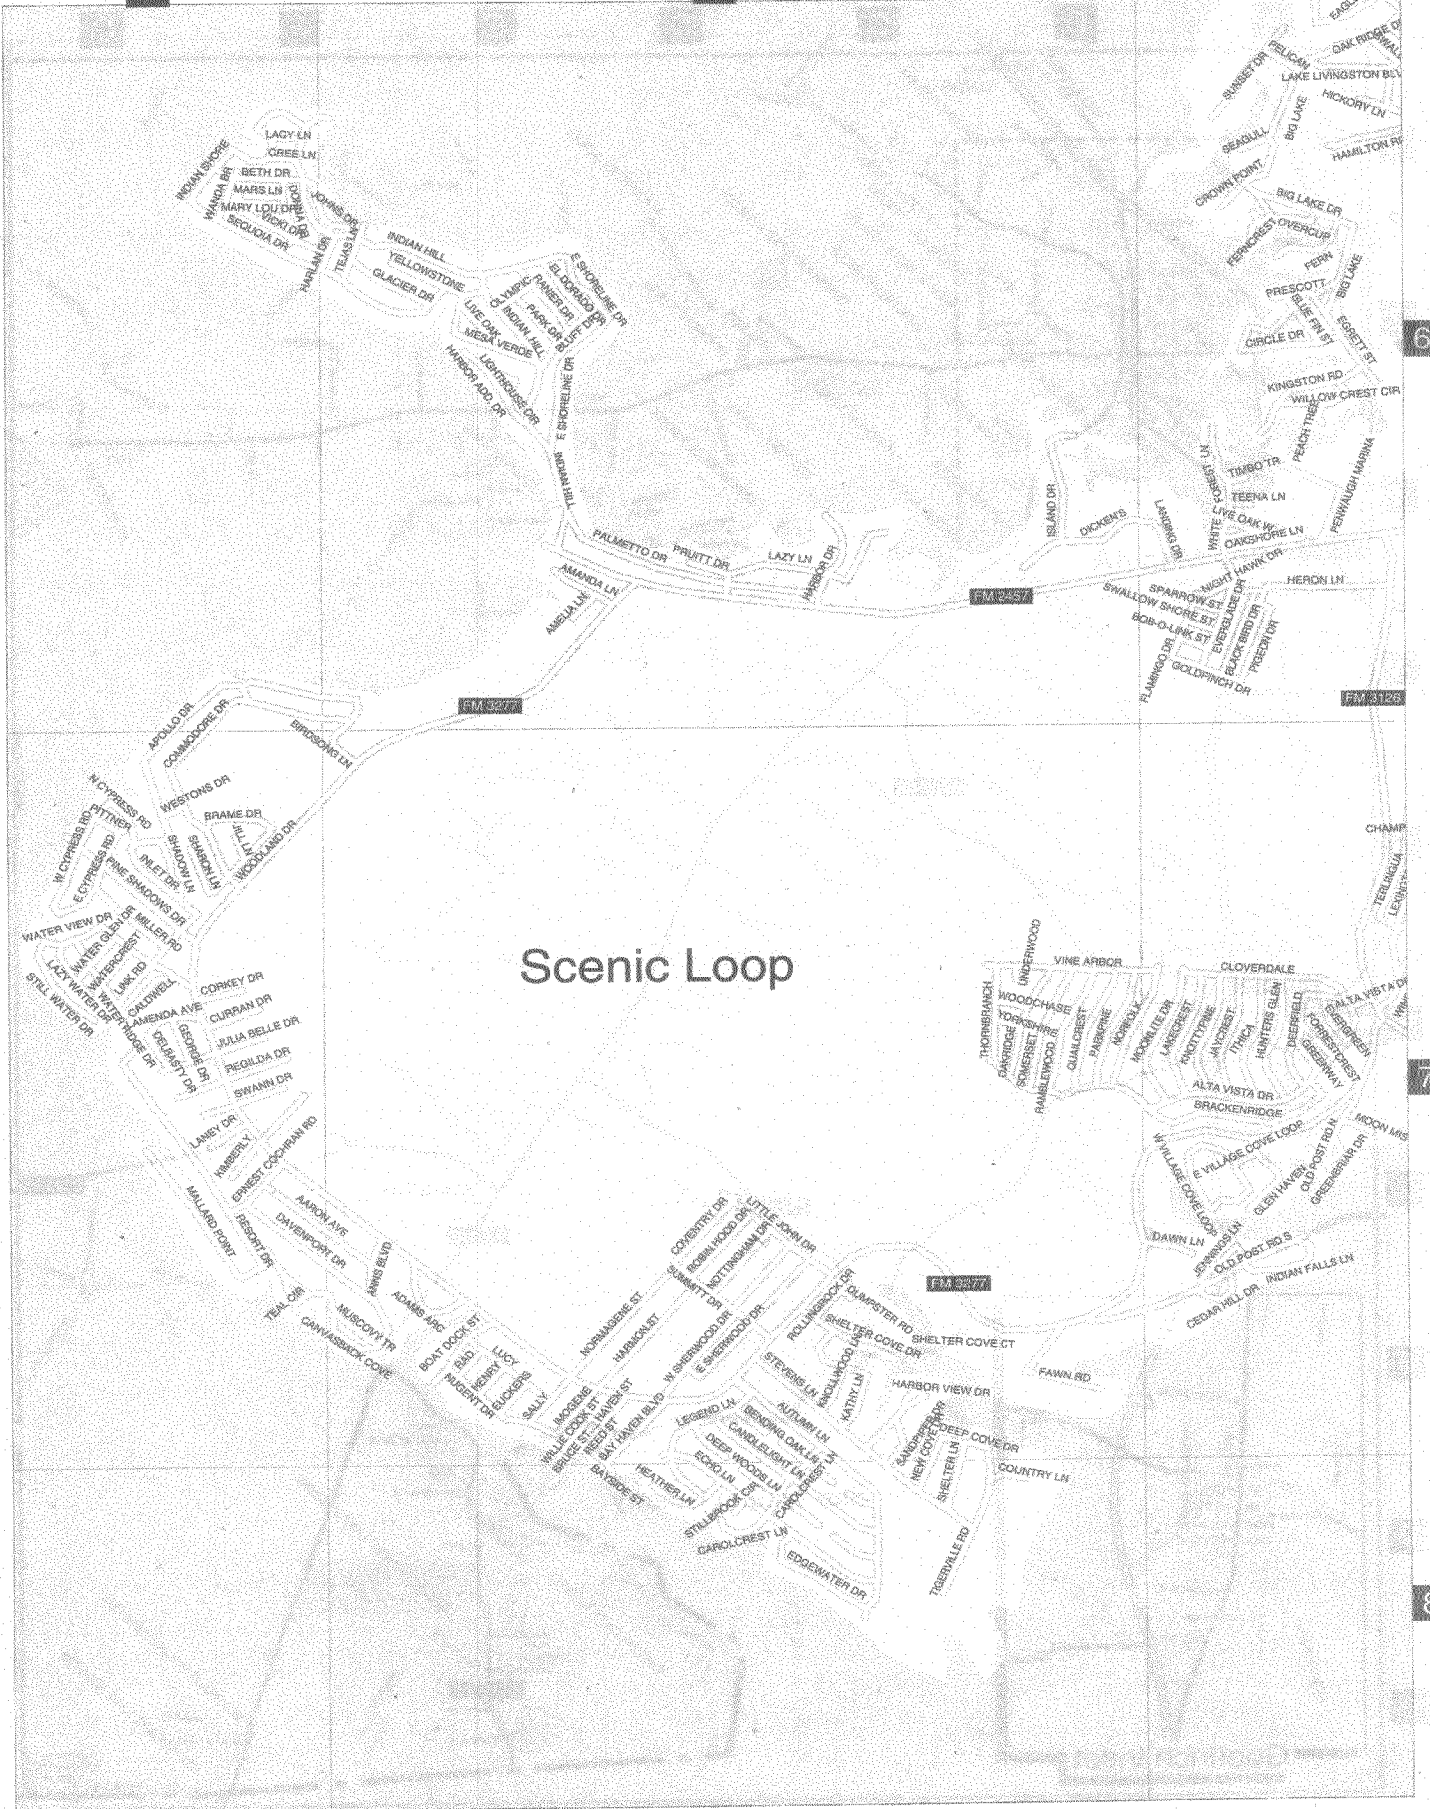 OAK RIDGE
PELICAN
SUNSET DR
LAKE LIVINGSTON
HICKORY LN
BIG LAKE
SEAGULL
HAMILTON
CROWN POINT
BIG LAKE DR
OVERCUP
FERNCREST
FERN
BIG LAKE
PRESCOTT
BLUE FIN ST
EGRETT ST
CIRCLE DR
KINGSTON RD
WILLOW CREST CIR
PEACH TREE
6
LACY LN
CREE LN
INDIAN SHORE
BETH DR
WANDA DR
MARS LN
MARY LOU DR
VICKI DR
SEQUOIA DR
JOHNS DR
HARLAN DR
TEJAS LN
INDIAN HILL
YELLOWSTONE
GLACIER DR
E SHORELINE DR
EL DORADO DR
OLYMPIC
RANIER DR
PARK DR
BLUFF DR
LIVE OAK
INDIAN HILL
MESA VERDE
LIGHTHOUSE DIR
HARBOR ADD. DR
E SHORELINE DR
INDIAN HILL
WHITE FOREST LN
TIMBO TR
TEENA LN
PENWAUGH MARINA
LIVE OAK W
OAKSHORE LN
ISLAND DR
DICKEN'S
LANDING DR
PALMETTO DR
PRUITT DR
LAZY LN
HARBOR DR
AMANDA LN
AMELIA LN
NIGHT HAWK DR
HERON LN
FM 2457
SPARROW ST
SWALLOW SHORE ST
BOB-O-LINK ST
EVERGLADE DR
BLACK BIRD DR
PIGEON DR
FLAMINGO DR
GOLDFINCH DR
FM 3277
FM 3126
APOLLO DR
COMMODORE DR
BIRDSONG LN
N CYPRESS RD
WESTONS DR
PITTNER
BRAME DR
JILL LN
W CYPRESS RD
E CYPRESS RD
INLET DR
SHADOW LN
SHARON LN
WOODLAND DR
PINE SHADOWS DR
CHAMP
TERLINGUA
WATER VIEW DR
WATER GLEN DR
MILLER RD
WATERCREST
LINK RD
LAZY WATER DR
STILL WATER DR
WATER RIDGE DR
CALDWELL
LAMENDA AVE
CORKEY DR
CURRAN DR
JULIA BELLE DR
GEORGE DR
DELBASTY DR
REGILDA DR
SWANN DR
Scenic Loop
UNDERWOOD
VINE ARBOR
CLOVERDALE
THORNBRANCH
WOODCHASE
YORKSHIRE
OAKRIDGE
SOMERSET
RAMBLEWOOD
QUAILCREST
PARKPINE
NORFOLK
MOONLITE DR
LAKECREST
KNOTTYPINE
JAYCREST
ITHICA
HUNTERS GLEN
DEERFIELD
ALTA VISTA DR
EVERGREEN
FORRESTCREST
GREENWAY
ALTA VISTA DR
BRACKENRIDGE
7
LANEY DR
KIMBERLY
ERNEST COCHRAN RD
MALLARD POINT
RESORT DR
AARON AVE
DAVENPORT DR
ANNS BLVD
TEAL CIR
MUSCOVY TR
CANVASBACK COVE
ADAMS ARC
BOAT DOCK ST
RAD
LUCY
HENRY
EUCKERS
NUGENT DR
SALLY
COVENTRY DR
ROBIN HOOD DR
NOTTINGHAM DR
LITTLE JOHN DR
SUMMITT DR
NORMAGENE ST
HARMON ST
W SHERWOOD DR
E SHERWOOD DR
IMOGENE
WILLIE COCK ST
BRUCE ST
HAVEN ST
REED ST
BAY HAVEN BLVD
BAYSIDE ST
W VILLAGE COVE LOOP
E VILLAGE COVE LOOP
MOON
GLEN HAVEN
OLD POST RD N
GREENBRIAR DR
DAWN LN
JENNINGS LN
OLD POST RD S
INDIAN FALLS LN
CEDAR HILL DR
FM 3277
ROLLINGROCK DR
DUMPSTER RD
SHELTER COVE DR
SHELTER COVE CT
STEVENS LN
KNOLLWOOD LN
KATHY LN
FAWN RD
HARBOR VIEW DR
LEGEND LN
AUTUMN LN
BENDING OAK LN
CANDLELIGHT LN
DEEP WOODS LN
ECHO LN
HEATHER LN
CAROLCREST LN
STILLBROOK CIR
CAROLCREST LN
EDGEWATER DR
SANDPIPER DR
NEW COVE DR
DEEP COVE DR
SHELTER LN
COUNTRY LN
TIGERVILLE RD
8